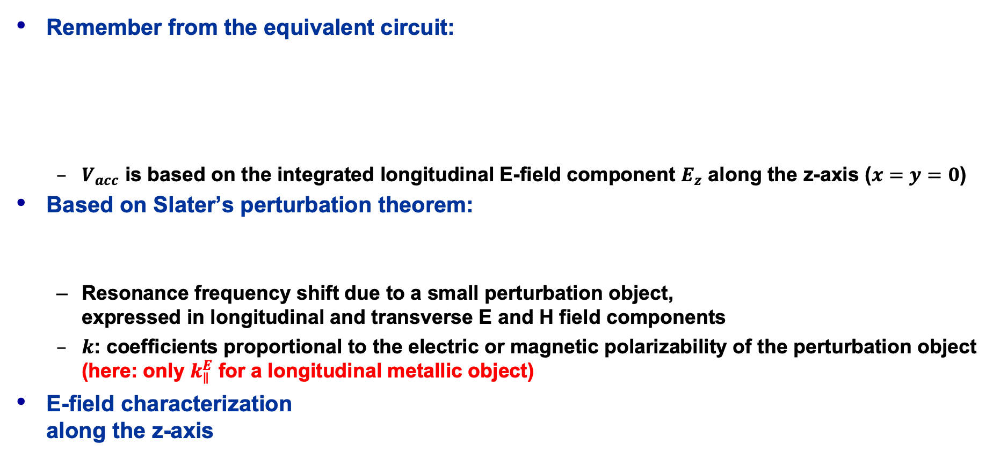 • Remember from the equivalent circuit:
– V_acc is based on the integrated longitudinal E-field component E_z along the z-axis (x = y = 0)
• Based on Slater’s perturbation theorem:
– Resonance frequency shift due to a small perturbation object,
expressed in longitudinal and transverse E and H field components
– k: coefficients proportional to the electric or magnetic polarizability of the perturbation object
(here: only k_∥^E for a longitudinal metallic object)
• E-field characterization
along the z-axis